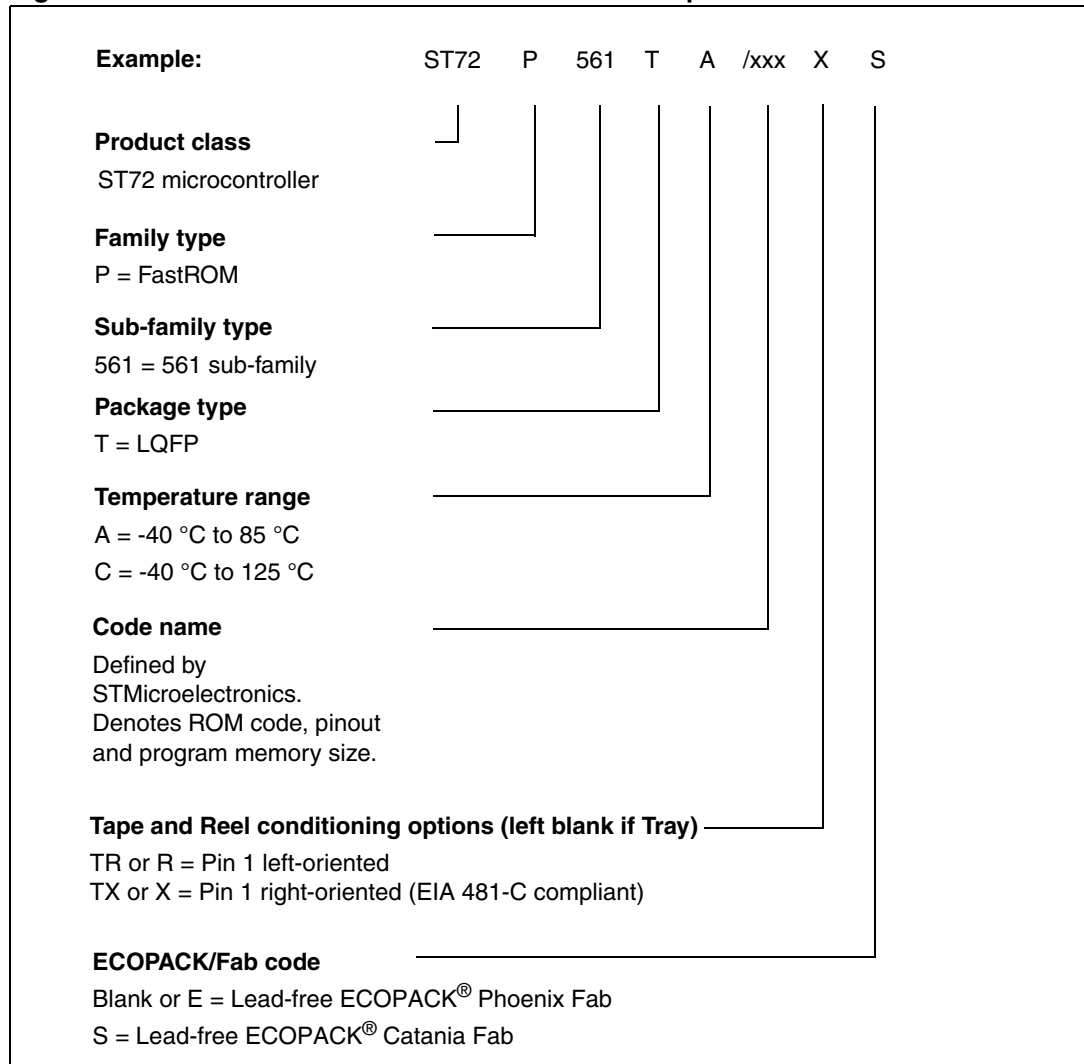 Example: ST72 P 561 T A /xxx X S
Product class
ST72 microcontroller
Family type
P = FastROM
Sub-family type
561 = 561 sub-family
Package type
T = LQFP
Temperature range
A = -40 °C to 85 °C
C = -40 °C to 125 °C
Code name
Defined by
STMicroelectronics.
Denotes ROM code, pinout
and program memory size.
Tape and Reel conditioning options (left blank if Tray)
TR or R = Pin 1 left-oriented
TX or X = Pin 1 right-oriented (EIA 481-C compliant)
ECOPACK/Fab code
Blank or E = Lead-free ECOPACK® Phoenix Fab
S = Lead-free ECOPACK® Catania Fab